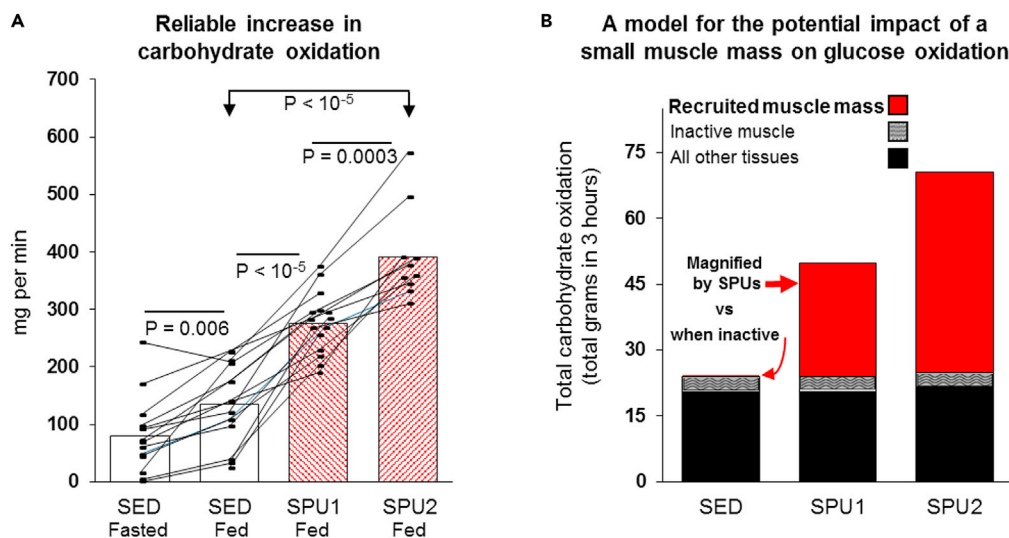 A
Reliable increase in
carbohydrate oxidation
mg per min
700
600
500
400
300
200
100
0
P < 10-5
P = 0.0003
P < 10-5
P = 0.006
SED
Fasted
SED
Fed
SPU1
Fed
SPU2
Fed
B
A model for the potential impact of a
small muscle mass on glucose oxidation
Recruited muscle mass
Inactive muscle
All other tissues
Total carbohydrate oxidation
(total grams in 3 hours)
75
60
45
30
15
0
Magnified
by SPUs
vs
when inactive
SED
SPU1
SPU2